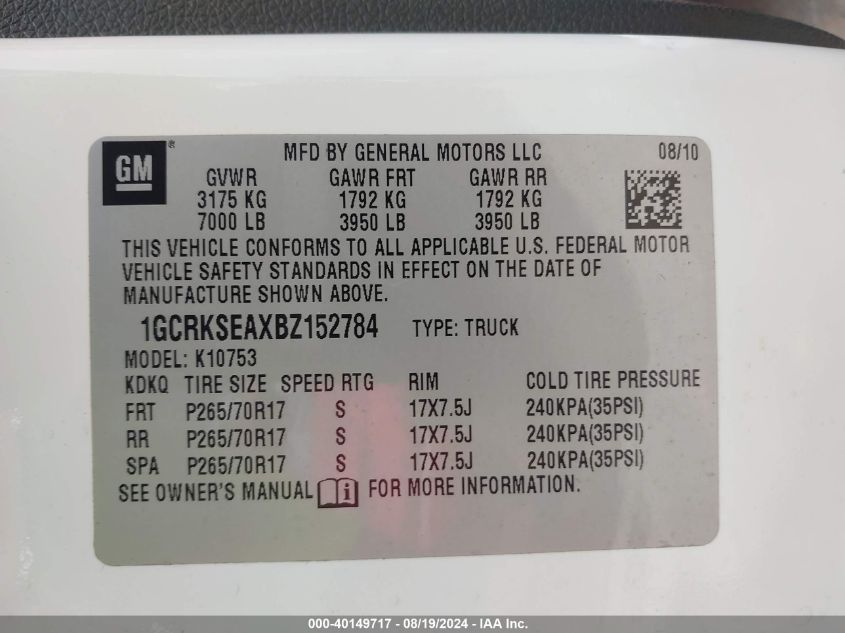 GM®
MFD BY GENERAL MOTORS LLC 08/10
GVWR GAWR FRT GAWR RR
3175 KG 1792 KG 1792 KG
7000 LB 3950 LB 3950 LB
THIS VEHICLE CONFORMS TO ALL APPLICABLE U.S. FEDERAL MOTOR
VEHICLE SAFETY STANDARDS IN EFFECT ON THE DATE OF
MANUFACTURE SHOWN ABOVE.
1GCRKSEAXBZ152784 TYPE: TRUCK
MODEL: K10753
KDKQ TIRE SIZE SPEED RTG RIM COLD TIRE PRESSURE
FRT P265/70R17 S 17X7.5J 240KPA(35PSI)
RR P265/70R17 S 17X7.5J 240KPA(35PSI)
SPA P265/70R17 S 17X7.5J 240KPA(35PSI)
SEE OWNER'S MANUAL i FOR MORE INFORMATION.
000-40149717 - 08/19/2024 - IAA Inc.